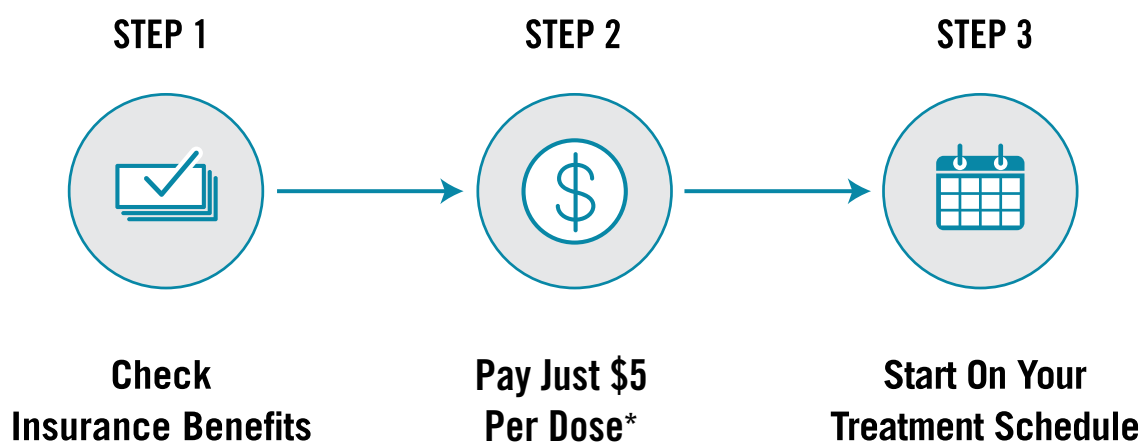 STEP 1
STEP 2
STEP 3
Check
Insurance Benefits
Pay Just $5
Per Dose*
Start On Your
Treatment Schedule